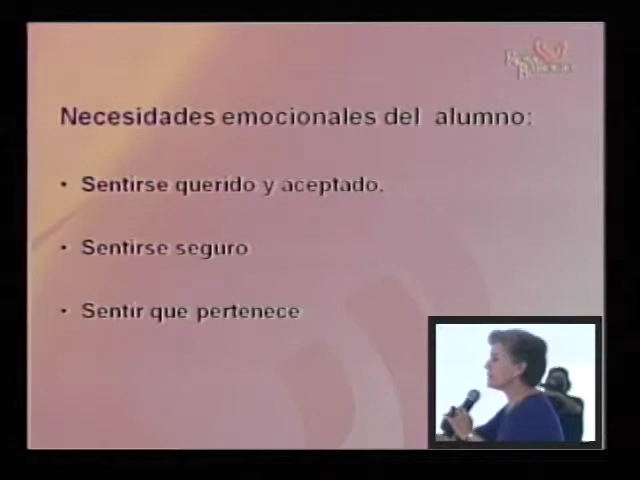 Necesidades emocionales del alumno:
• Sentirse querido y aceptado.
• Sentirse seguro
• Sentir que pertenece